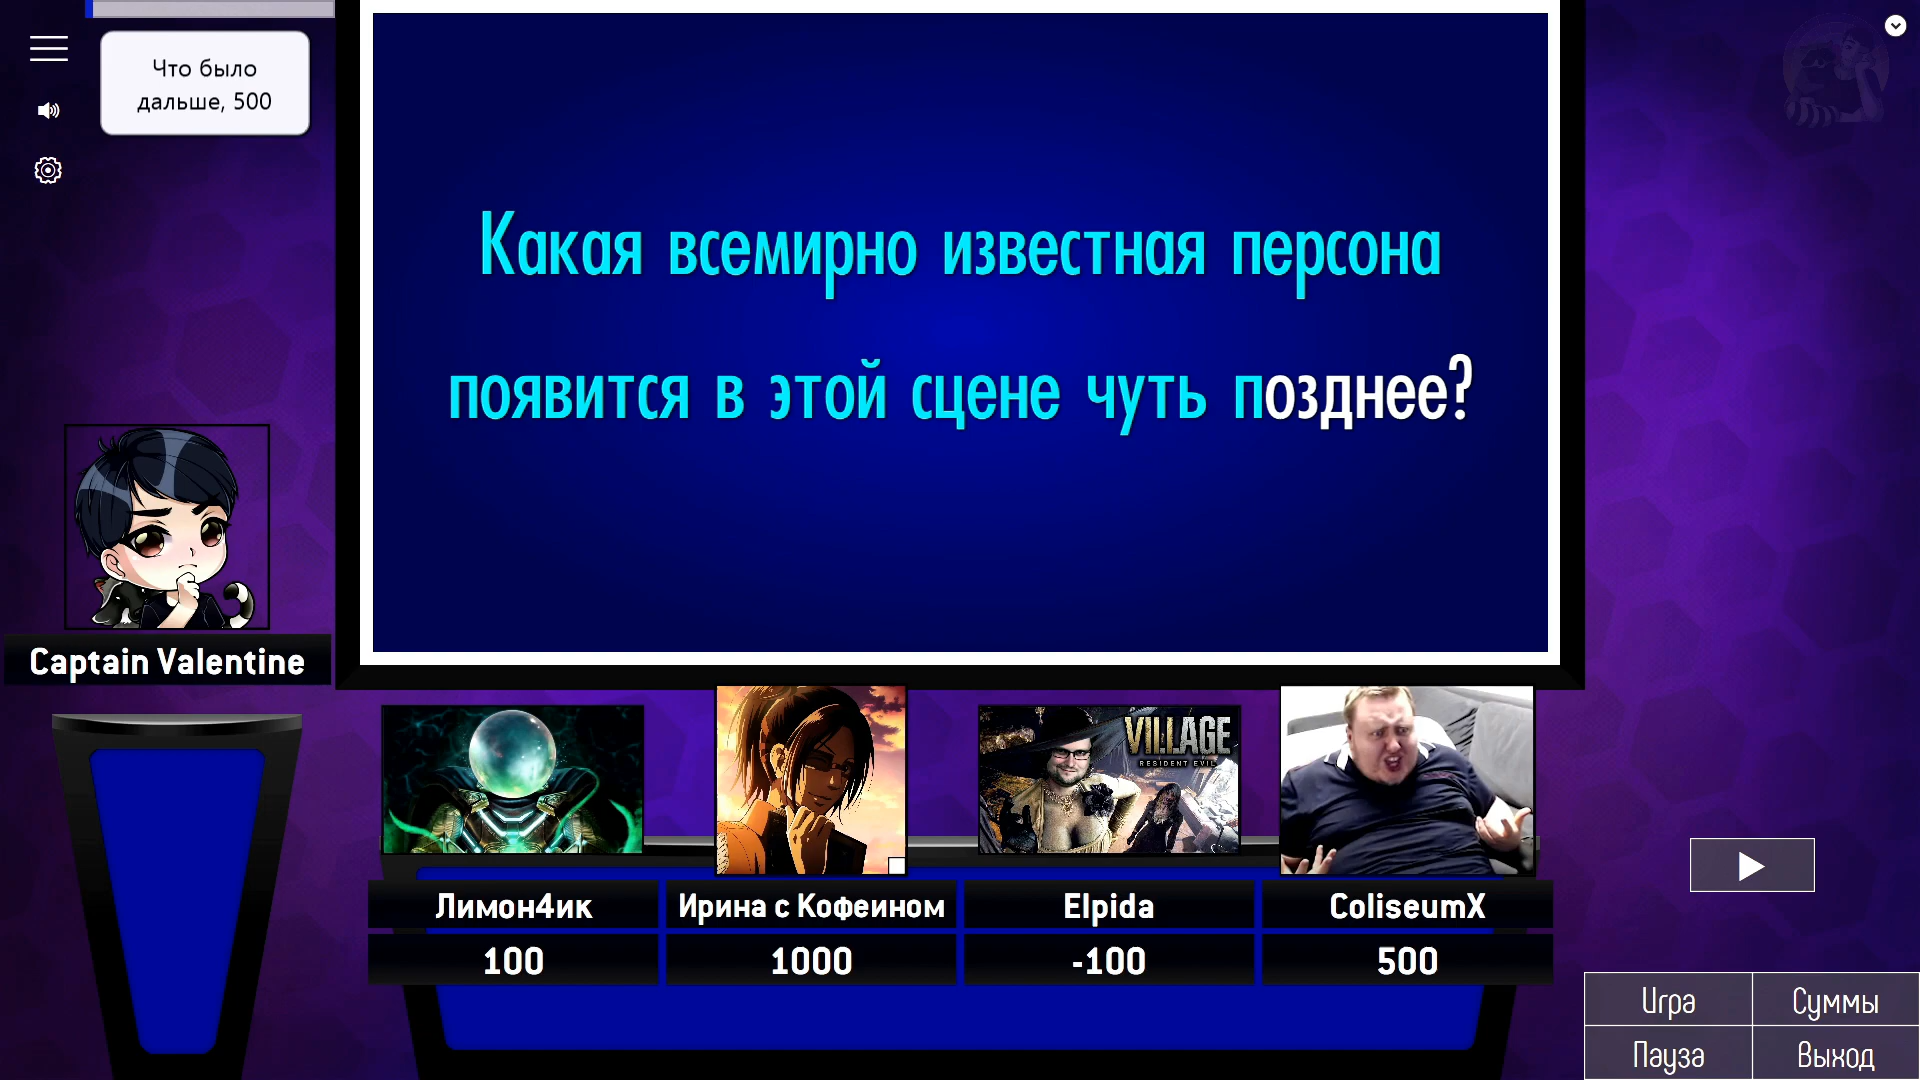 Что было
дальше, 500
Какая всемирно известная персона
появится в этой сцене чуть позднее?
Captain Valentine
VILLAGE
RESIDENT EVIL
Лимон4ик
Ирина с Кофеином
Elpida
ColiseumX
100
1000
-100
500
Игра
Суммы
Пауза
Выход